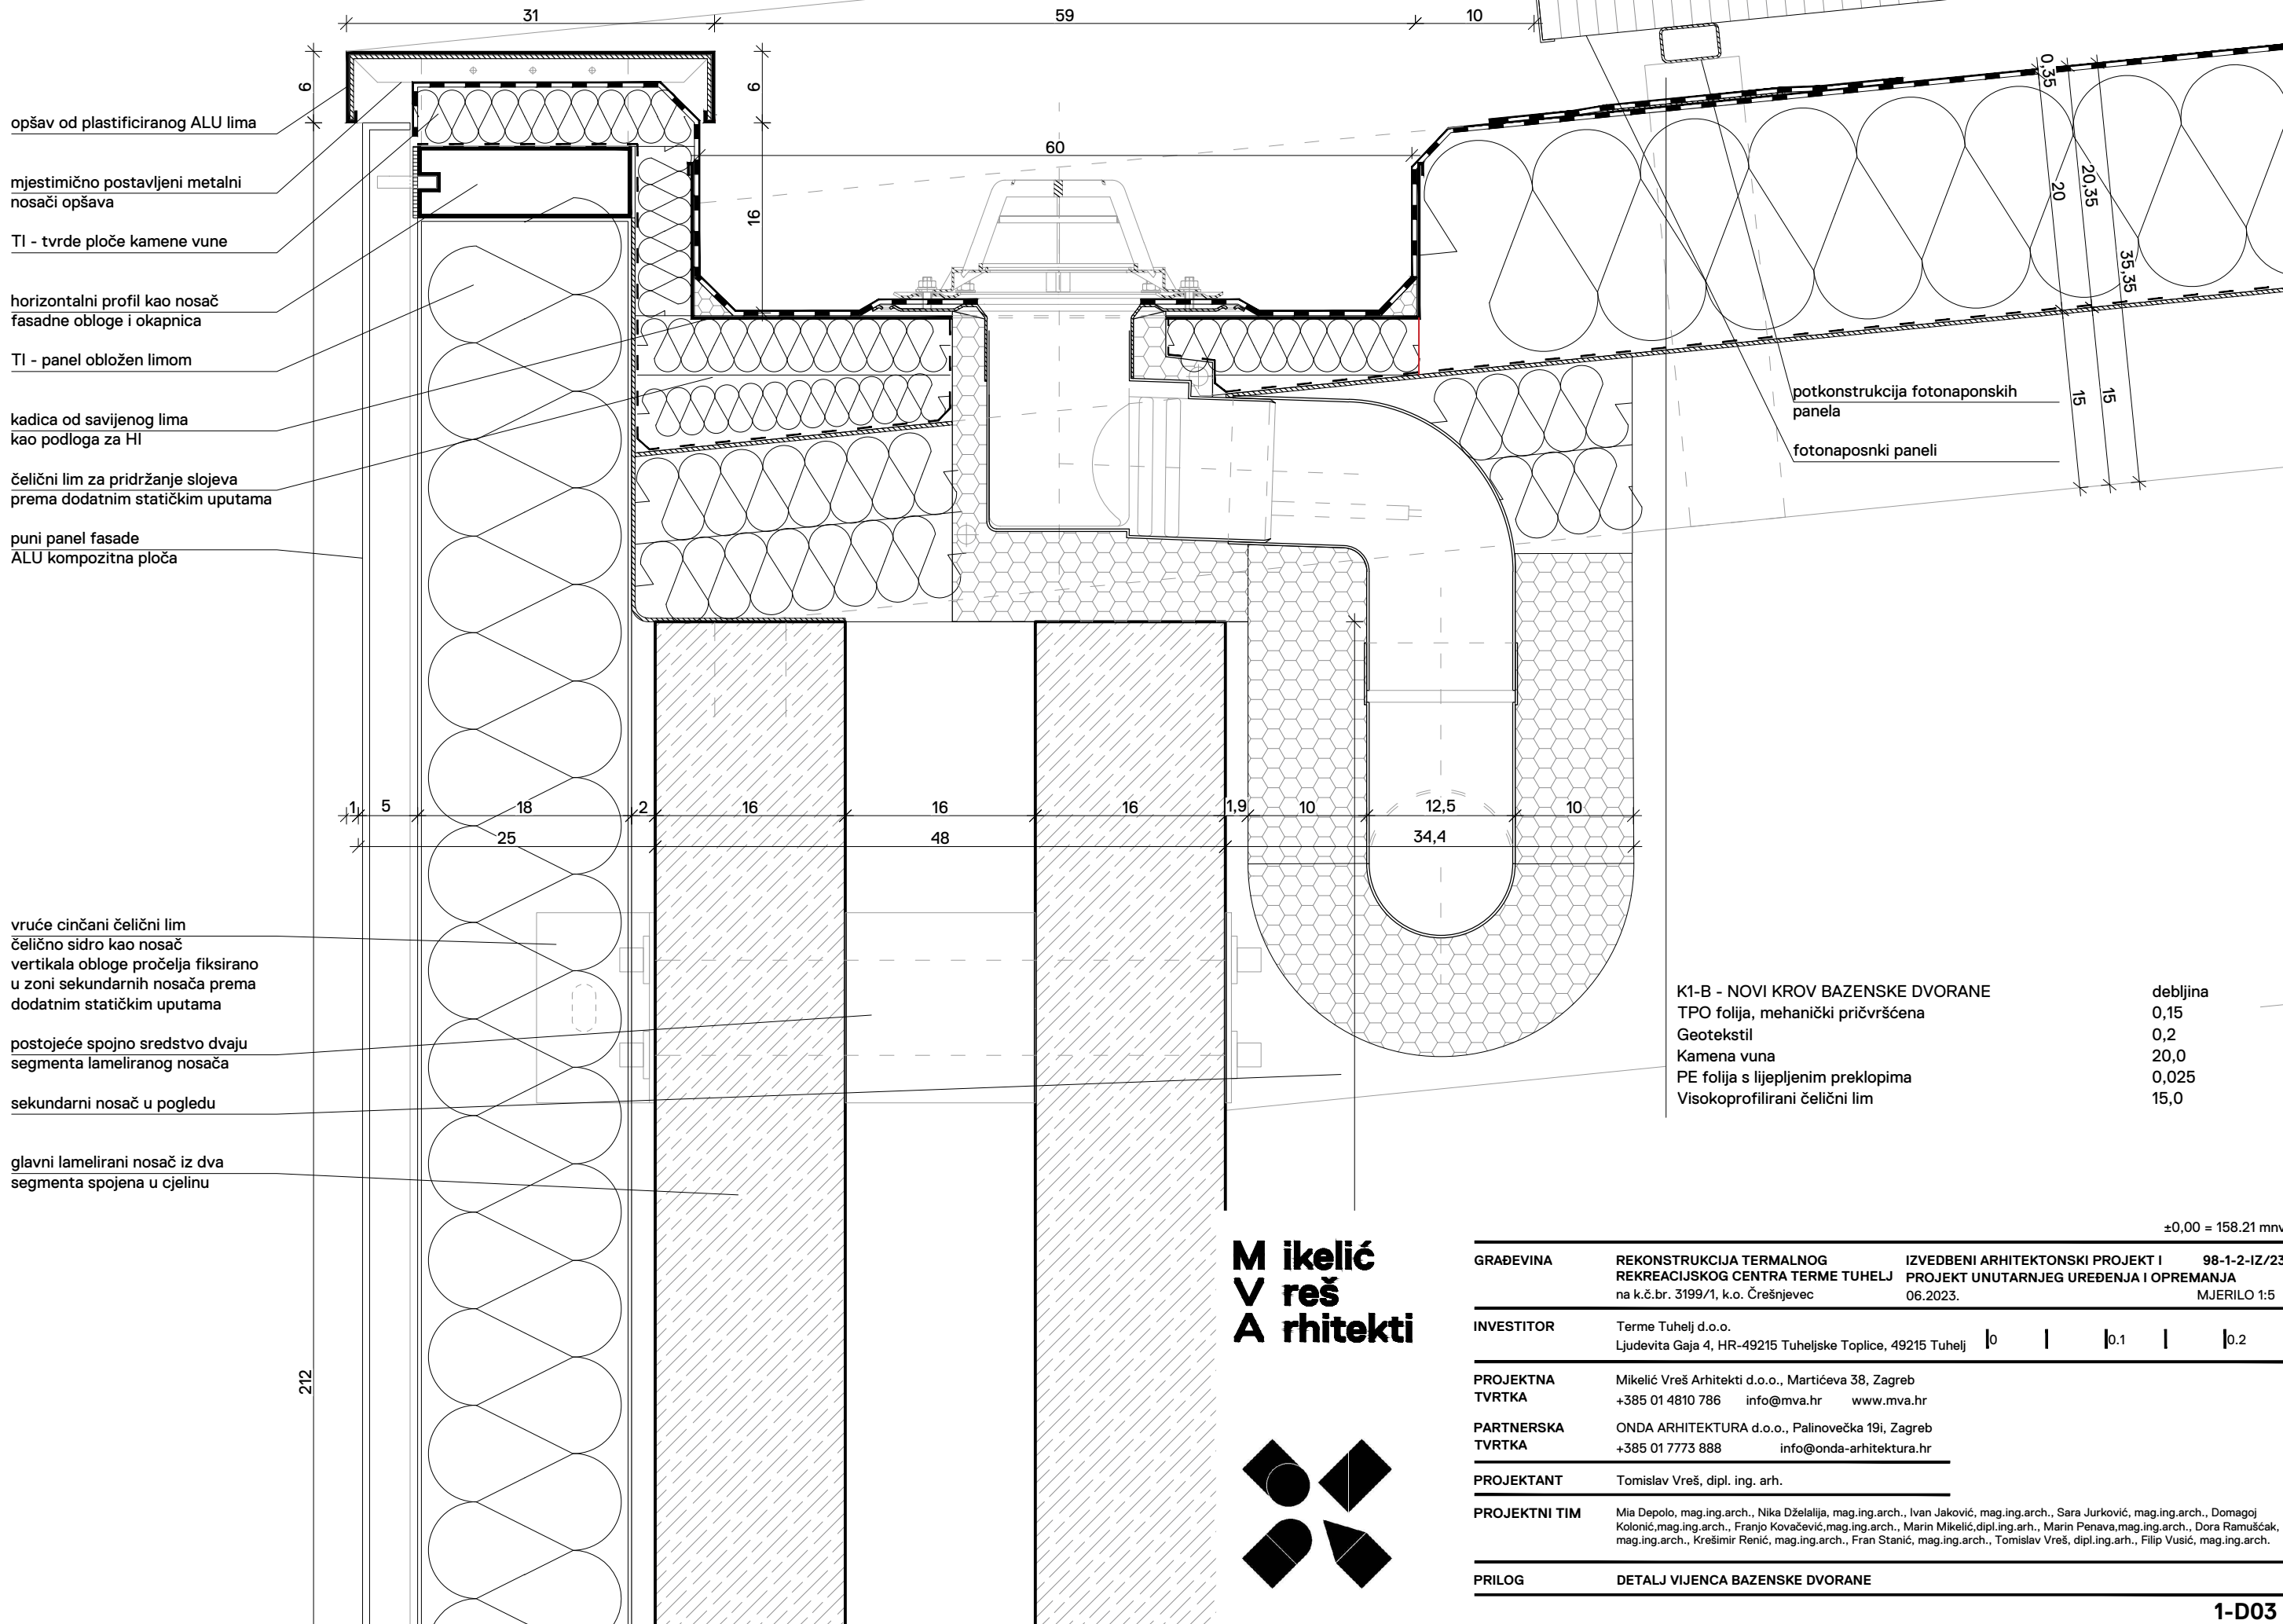 31
59
10
6
6
16
60
0,35
20
20,35
35,35
15
15
opšav od plastificiranog ALU lima
mjestimično postavljeni metalni
nosači opšava
TI - tvrde ploče kamene vune
horizontalni profil kao nosač
fasadne obloge i okapnica
TI - panel obložen limom
kadica od savijenog lima
kao podloga za HI
čelični lim za pridržanje slojeva
prema dodatnim statičkim uputama
puni panel fasade
ALU kompozitna ploča
potkonstrukcija fotonaponskih
panela
fotonaposnki paneli
1
5
18
2
16
16
16
1,9
10
12,5
10
25
48
34,4
vruće cinčani čelični lim
čelično sidro kao nosač
vertikala obloge pročelja fiksirano
u zoni sekundarnih nosača prema
dodatnim statičkim uputama
postojeće spojno sredstvo dvaju
segmenta lameliranog nosača
sekundarni nosač u pogledu
glavni lamelirani nosač iz dva
segmenta spojena u cjelinu
212
K1-B - NOVI KROV BAZENSKE DVORANE debljina
TPO folija, mehanički pričvršćena 0,15
Geotekstil 0,2
Kamena vuna 20,0
PE folija s lijepljenim preklopima 0,025
Visokoprofilirani čelični lim 15,0
Mikelić
Vreš
Arhitekti
±0,00 = 158.21 mnv
GRAĐEVINA REKONSTRUKCIJA TERMALNOG IZVEDBENI ARHITEKTONSKI PROJEKT I 98-1-2-IZ/23
REKREACIJSKOG CENTRA TERME TUHELJ PROJEKT UNUTARNJEG UREĐENJA I OPREMANJA
na k.č.br. 3199/1, k.o. Črešnjevec 06.2023. MJERILO 1:5
INVESTITOR Terme Tuhelj d.o.o.
Ljudevita Gaja 4, HR-49215 Tuheljske Toplice, 49215 Tuhelj 0 0.1 0.2
PROJEKTNA Mikelić Vreš Arhitekti d.o.o., Martićeva 38, Zagreb
TVRTKA +385 01 4810 786 info@mva.hr www.mva.hr
PARTNERSKA ONDA ARHITEKTURA d.o.o., Palinovečka 19i, Zagreb
TVRTKA +385 01 7773 888 info@onda-arhitektura.hr
PROJEKTANT Tomislav Vreš, dipl. ing. arh.
PROJEKTNI TIM Mia Depolo, mag.ing.arch., Nika Dželalija, mag.ing.arch., Ivan Jaković, mag.ing.arch., Sara Jurković, mag.ing.arch., Domagoj
Kolonić,mag.ing.arch., Franjo Kovačević,mag.ing.arch., Marin Mikelić,dipl.ing.arh., Marin Penava,mag.ing.arch., Dora Ramušćak,
mag.ing.arch., Krešimir Renić, mag.ing.arch., Fran Stanić, mag.ing.arch., Tomislav Vreš, dipl.ing.arh., Filip Vusić, mag.ing.arch.
PRILOG DETALJ VIJENCA BAZENSKE DVORANE
1-D03